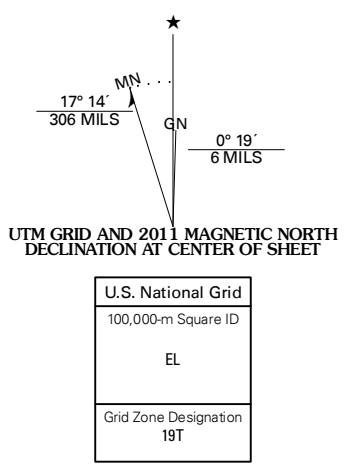 ★
MN
GN
17° 14´
306 MILS
0° 19´
6 MILS
UTM GRID AND 2011 MAGNETIC NORTH
DECLINATION AT CENTER OF SHEET
U.S. National Grid
100,000-m Square ID
EL
Grid Zone Designation
19T